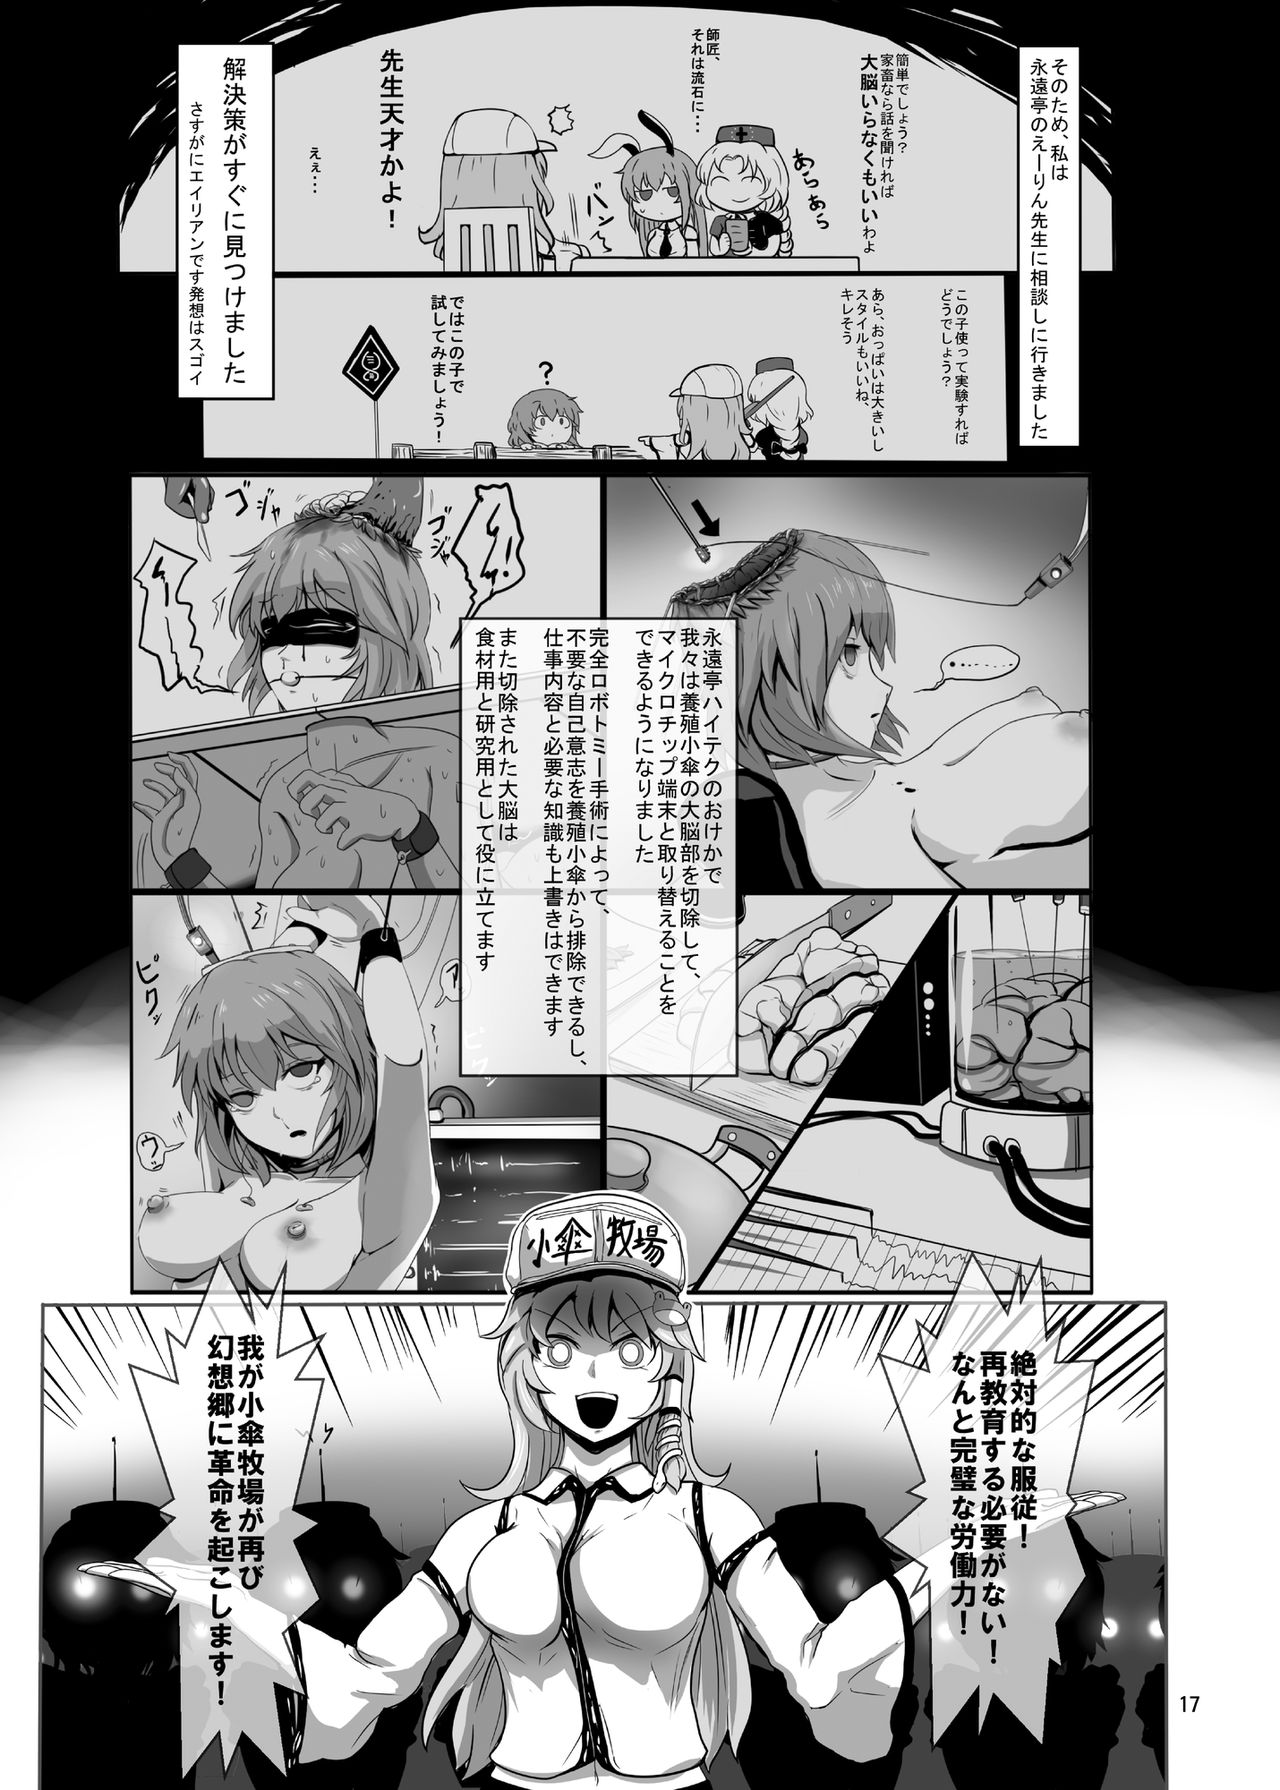 そのため、私は
永遠亭のえーりん先生に相談しに行きました
簡単でしょう?
家畜なら話を聞ければ
大脳いらなくもいいわよ
師匠、
それは流石に・・・
あらあら
バン
先生天才かよ!
えぇ・・・
解決策がすぐに見つけました
さすがにエイリアンです発想はスゴイ
この子使って実験すれば
どうでしょう?
あら、おっぱいは大きいし
スタイルもいいね、
キレそう
ではこの子で
試してみましょう!
?
ゴジャ
ゴジャ
永遠亭ハイテクのおけかで
我々は養殖小傘の大脳部を切除して、
マイクロチップ端末と取り替えることを
できるようになりました
完全ロボトミー手術によって、
不要な自己意志を養殖小傘から排除できるし、
仕事内容と必要な知識も上書きはできます
また切除された大脳は
食材用と研究用として役に立てます
ビクッ
ビクッ
ア
ウッ
小傘牧場
絶対的な服従!
再教育する必要がない!
なんと完璧な労働力!
我が小傘牧場が再び
幻想郷に革命を起こします!
17